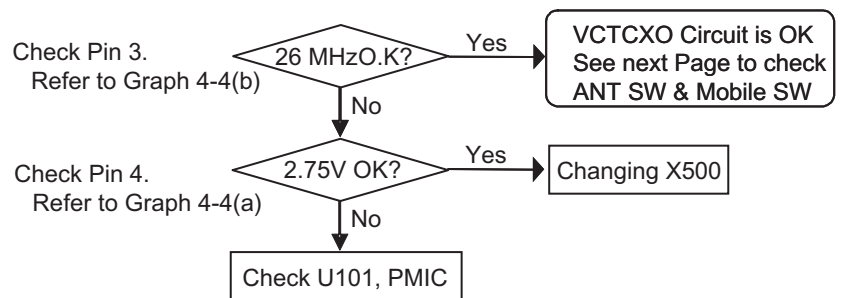 Check Pin 3.
Refer to Graph 4-4(b)
26 MHzO.K?
Yes
VCTCXO Circuit is OK
See next Page to check
ANT SW & Mobile SW
No
Check Pin 4.
Refer to Graph 4-4(a)
2.75V OK?
Yes
Changing X500
No
Check U101, PMIC